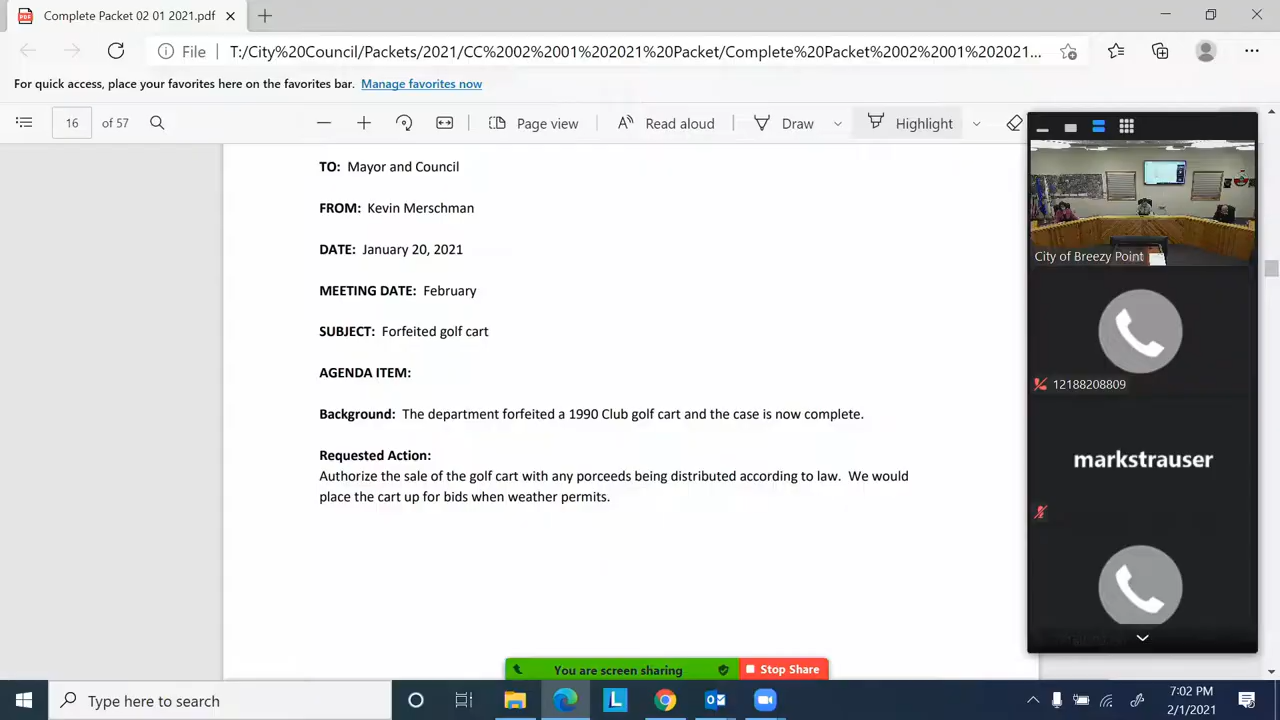 Complete Packet 02 01 2021.pdf
File
T:/City%20Council/Packets/2021/CC%2002%2001%202021%20Packet/Complete%20Packet%2002%2001%202021...
For quick access, place your favorites here on the favorites bar. Manage favorites now
16 of 57
Page view
Read aloud
Draw
Highlight
TO: Mayor and Council
FROM: Kevin Merschman
DATE: January 20, 2021
MEETING DATE: February
SUBJECT: Forfeited golf cart
AGENDA ITEM:
Background: The department forfeited a 1990 Club golf cart and the case is now complete.
Requested Action:
Authorize the sale of the golf cart with any porceeds being distributed according to law. We would
place the cart up for bids when weather permits.
City of Breezy Point
12188208809
markstrauser
You are screen sharing
Stop Share
Type here to search
7:02 PM
2/1/2021